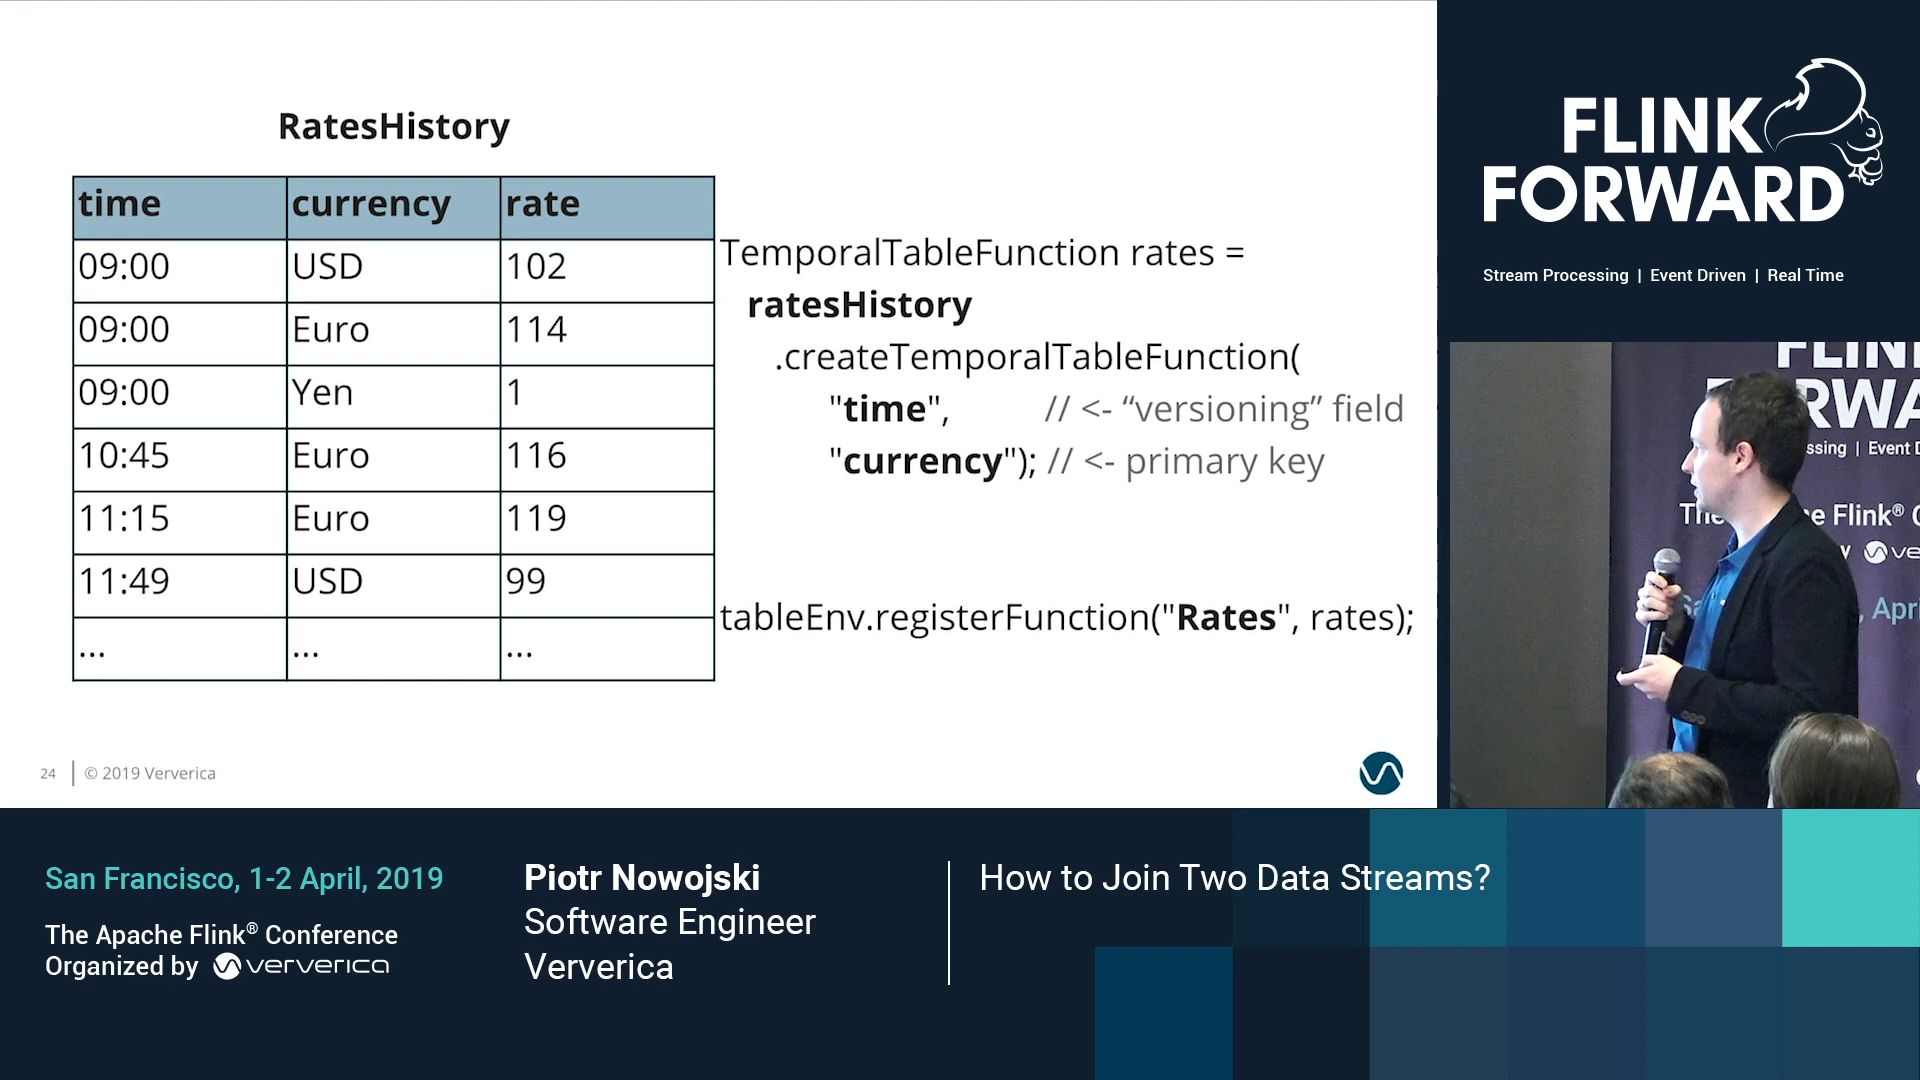 RatesHistory
time currency rate
09:00 USD 102
09:00 Euro 114
09:00 Yen 1
10:45 Euro 116
11:15 Euro 119
11:49 USD 99
... ... ...
TemporalTableFunction rates =
ratesHistory
.createTemporalTableFunction(
"time", // <- “versioning” field
"currency"); // <- primary key
tableEnv.registerFunction("Rates", rates);
24 | © 2019 Ververica
FLINK
FORWARD
Stream Processing | Event Driven | Real Time
San Francisco, 1-2 April, 2019
The Apache Flink® Conference
Organized by ververica
Piotr Nowojski
Software Engineer
Ververica
How to Join Two Data Streams?